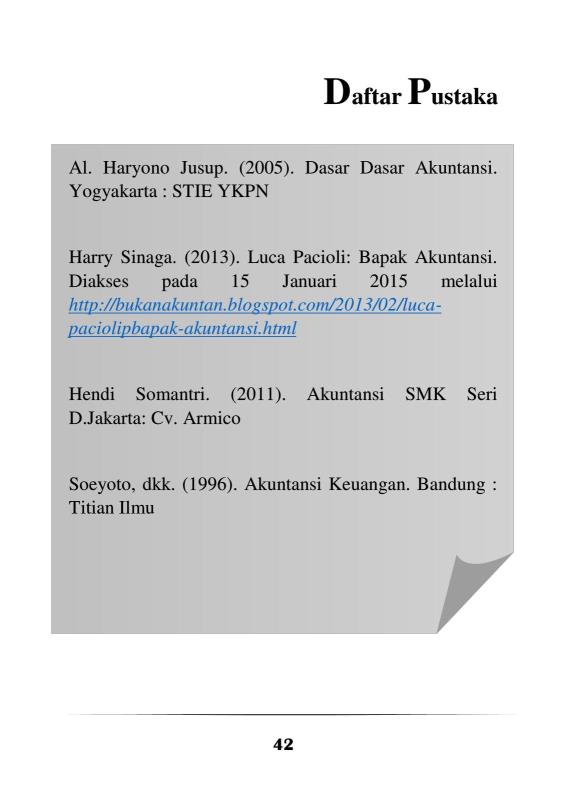 Daftar Pustaka
Al. Haryono Jusup. (2005). Dasar Dasar Akuntansi.
Yogyakarta : STIE YKPN
Harry Sinaga. (2013). Luca Pacioli: Bapak Akuntansi.
Diakses pada 15 Januari 2015 melalui
http://bukanakuntan.blogspot.com/2013/02/luca-
paciolipbapak-akuntansi.html
Hendi Somantri. (2011). Akuntansi SMK Seri
D.Jakarta: Cv. Armico
Soeyoto, dkk. (1996). Akuntansi Keuangan. Bandung :
Titian Ilmu
42